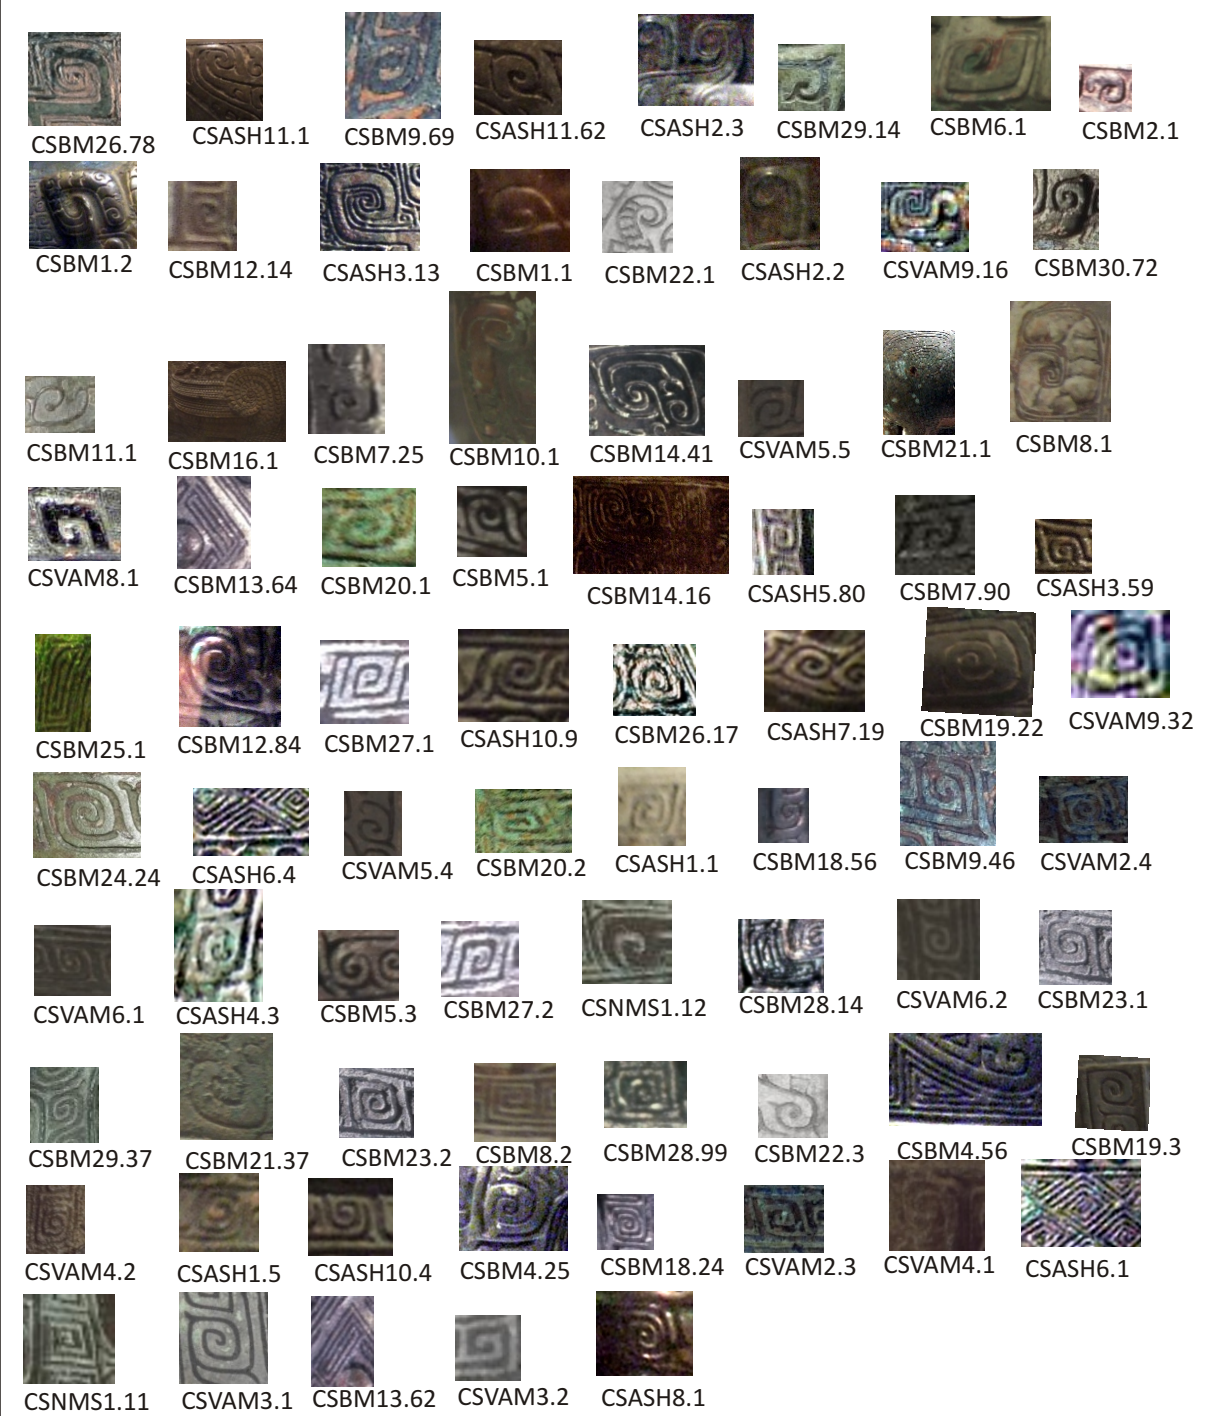 CSBM26.78 CSASH11.1 CSBM9.69 CSASH11.62 CSASH2.3 CSBM29.14 CSBM6.1 CSBM2.1
CSBM1.2 CSBM12.14 CSASH3.13 CSBM1.1 CSBM22.1 CSASH2.2 CSVAM9.16 CSBM30.72
CSBM11.1 CSBM16.1 CSBM7.25 CSBM10.1 CSBM14.41 CSVAM5.5 CSBM21.1 CSBM8.1
CSVAM8.1 CSBM13.64 CSBM20.1 CSBM5.1 CSBM14.16 CSASH5.80 CSBM7.90 CSASH3.59
CSBM25.1 CSBM12.84 CSBM27.1 CSASH10.9 CSBM26.17 CSASH7.19 CSBM19.22 CSVAM9.32
CSBM24.24 CSASH6.4 CSVAM5.4 CSBM20.2 CSASH1.1 CSBM18.56 CSBM9.46 CSVAM2.4
CSVAM6.1 CSASH4.3 CSBM5.3 CSBM27.2 CSNMS1.12 CSBM28.14 CSVAM6.2 CSBM23.1
CSBM29.37 CSBM21.37 CSBM23.2 CSBM8.2 CSBM28.99 CSBM22.3 CSBM4.56 CSBM19.3
CSVAM4.2 CSASH1.5 CSASH10.4 CSBM4.25 CSBM18.24 CSVAM2.3 CSVAM4.1 CSASH6.1
CSNMS1.11 CSVAM3.1 CSBM13.62 CSVAM3.2 CSASH8.1